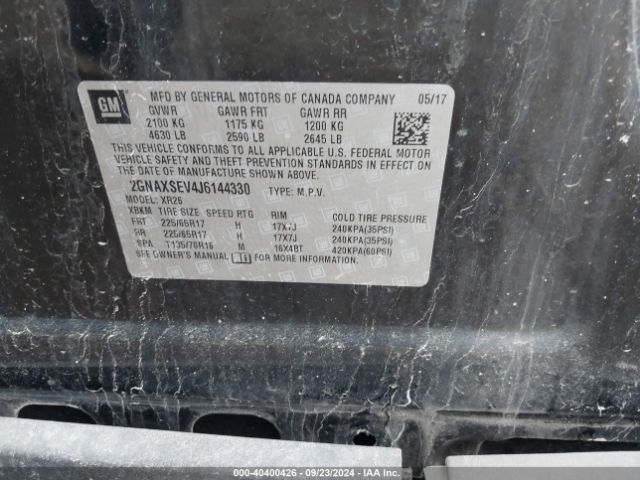 GM
MFD BY GENERAL MOTORS OF CANADA COMPANY 05/17
GVWR GAWR FRT GAWR RR
2100 KG 1175 KG 1200 KG
4630 LB 2590 LB 2645 LB
THIS VEHICLE CONFORMS TO ALL APPLICABLE U.S. FEDERAL MOTOR
VEHICLE SAFETY AND THEFT PREVENTION STANDARDS IN EFFECT ON
THE DATE OF MANUFACTURE SHOWN ABOVE.
2GNAXSEV4J6144330 TYPE: M.P.V.
MODEL: XR26
XBKM TIRE SIZE SPEED RTG RIM COLD TIRE PRESSURE
FRT 225/65R17 H 17X7J 240KPA(35PSI)
RR 225/65R17 H 17X7J 240KPA(35PSI)
SPA T135/70R16 M 16X4BT 420KPA(60PSI)
SEE OWNER'S MANUAL FOR MORE INFORMATION.
000-40400426 - 09/23/2024 - IAA Inc.